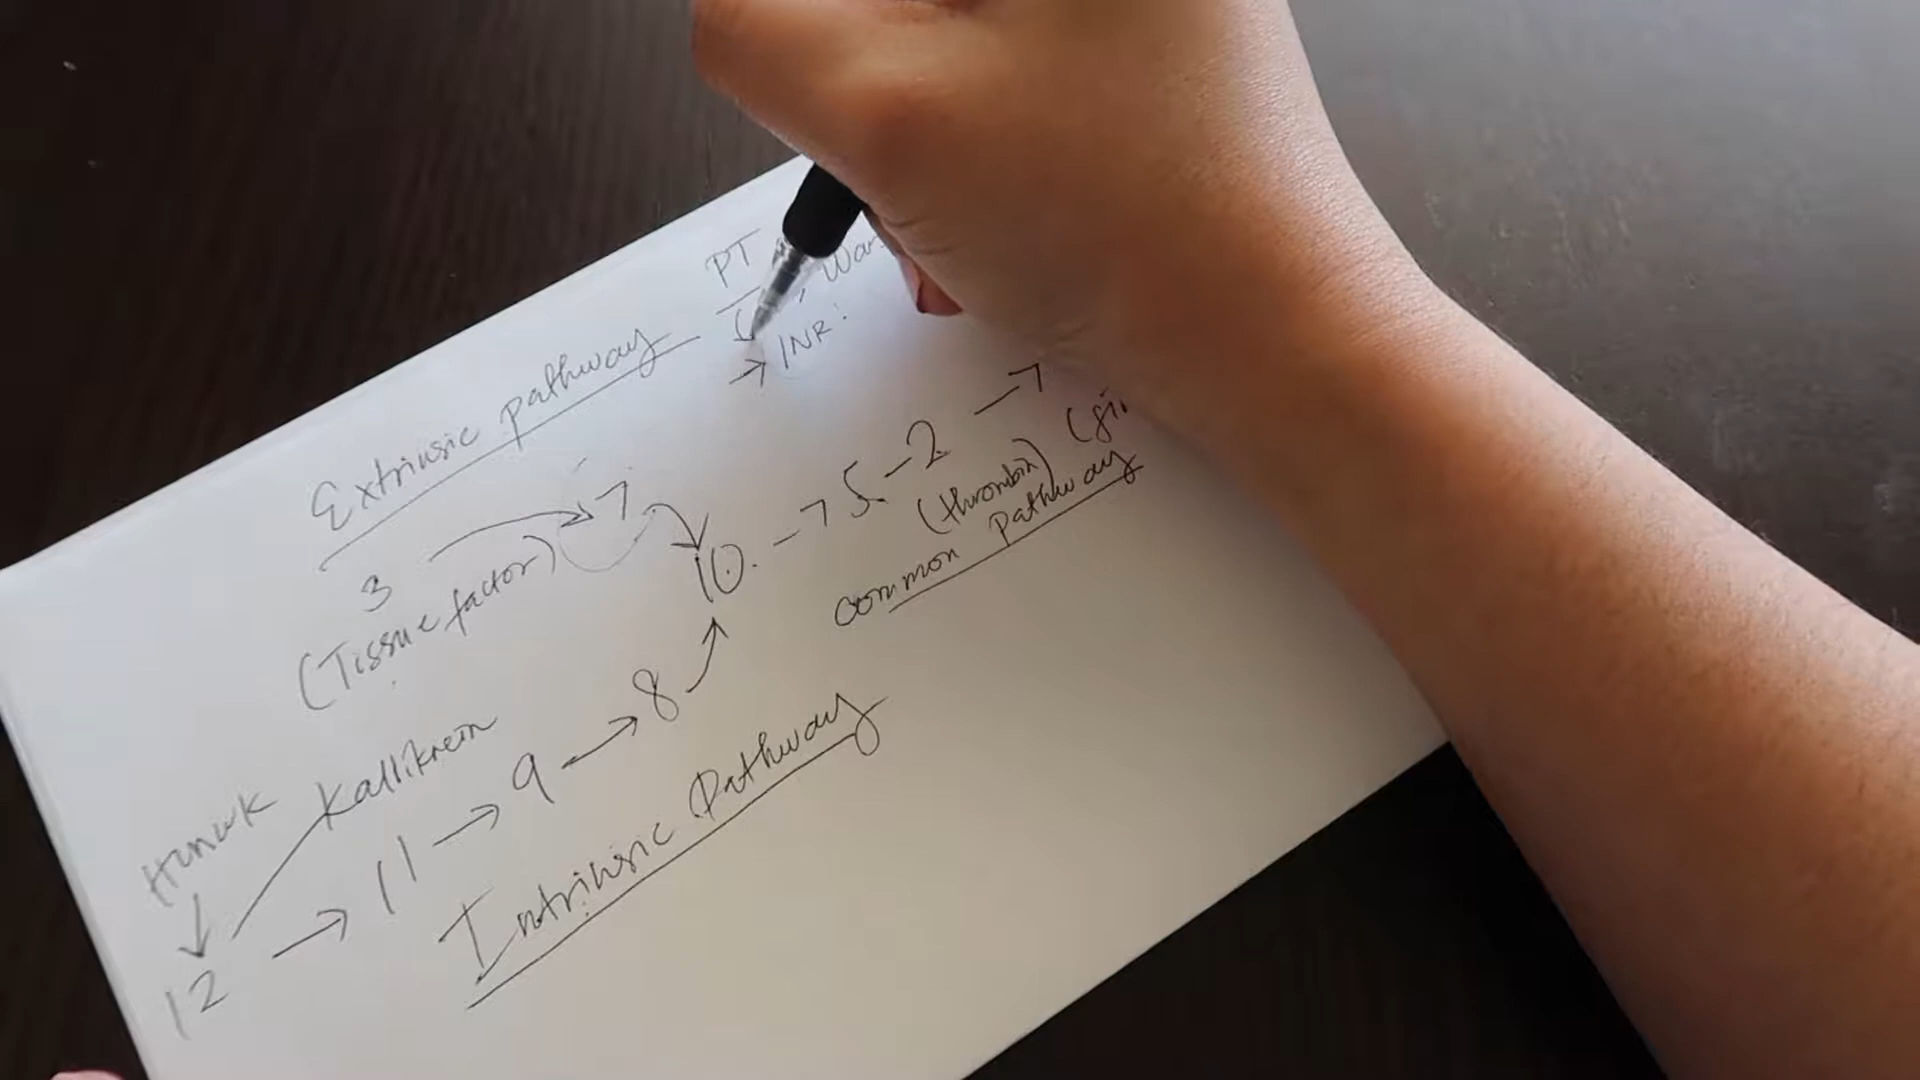 PT
War
→ INR:
Extrinsic pathway
3 → 7
(Tissue factor)
10 → 5 - 2 →
(thrombin)
common pathway
HMWK
Kallikrein
12 → 11 → 9 → 8
Intrinsic Pathway